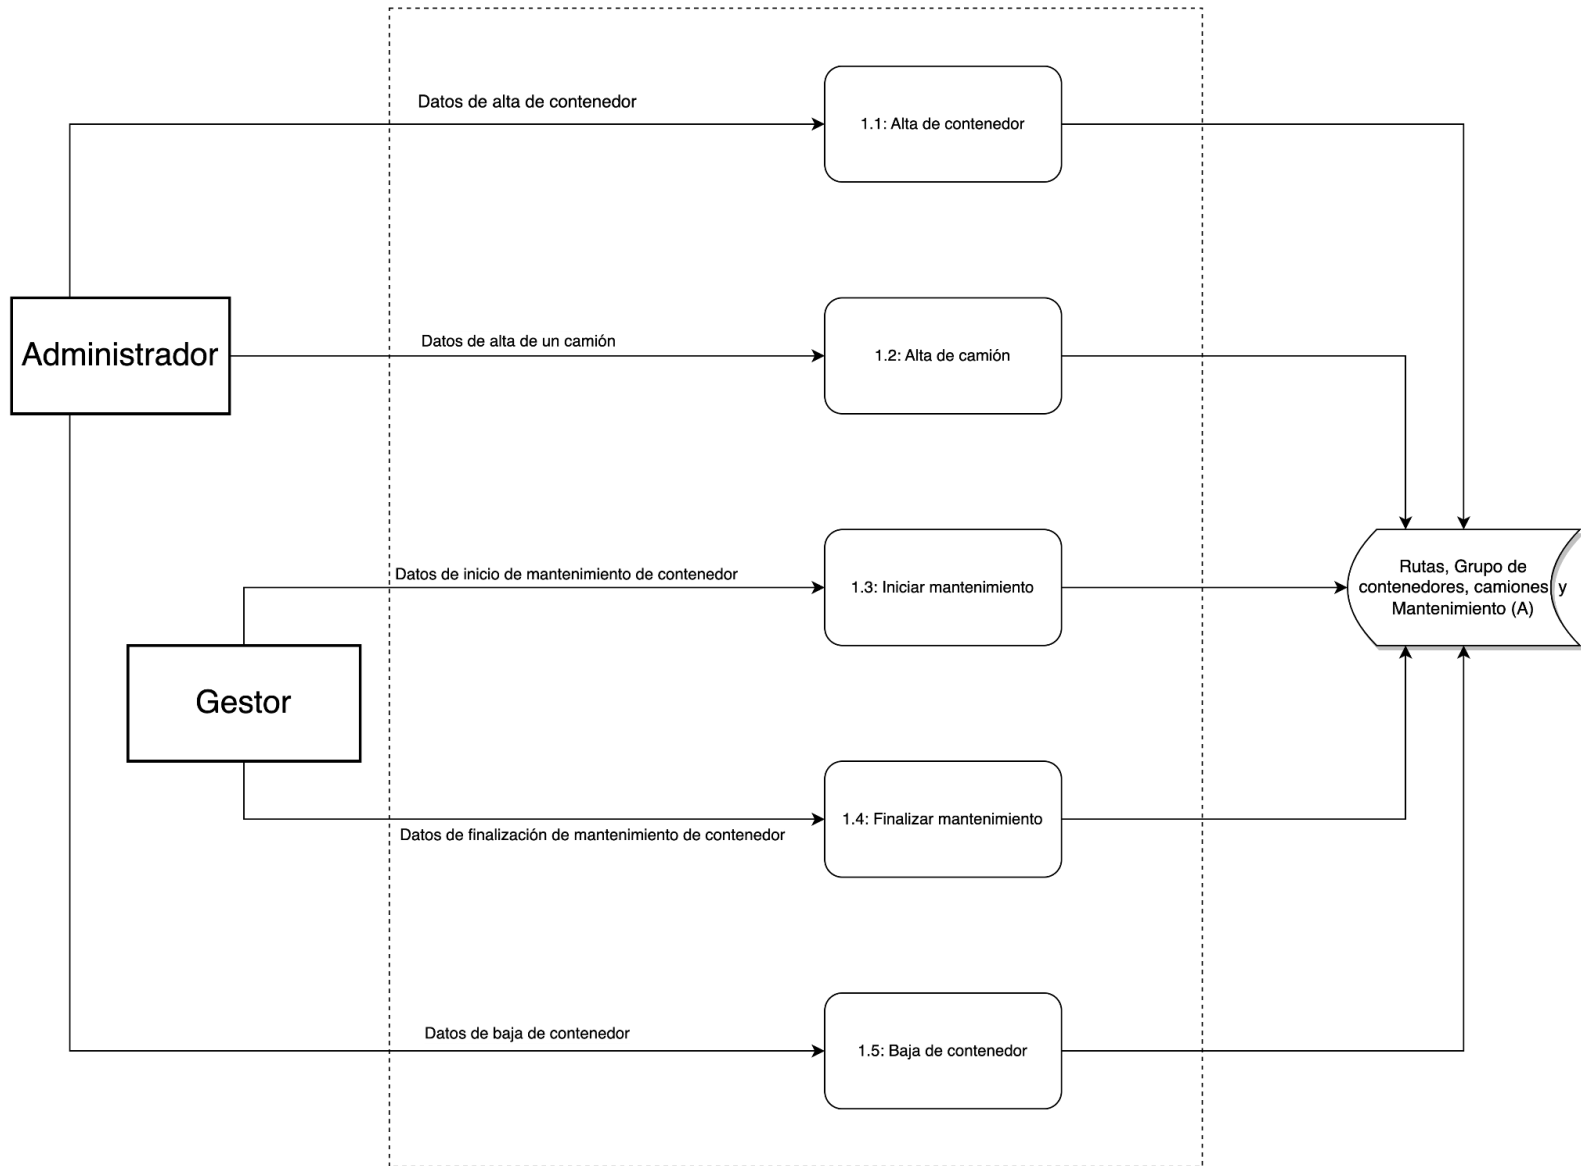 Datos de alta de contenedor
1.1: Alta de contenedor
Administrador
Datos de alta de un camión
1.2: Alta de camión
Datos de inicio de mantenimiento de contenedor
1.3: Iniciar mantenimiento
Rutas, Grupo de
contenedores, camiones y
Mantenimiento (A)
Gestor
1.4: Finalizar mantenimiento
Datos de finalización de mantenimiento de contenedor
Datos de baja de contenedor
1.5: Baja de contenedor